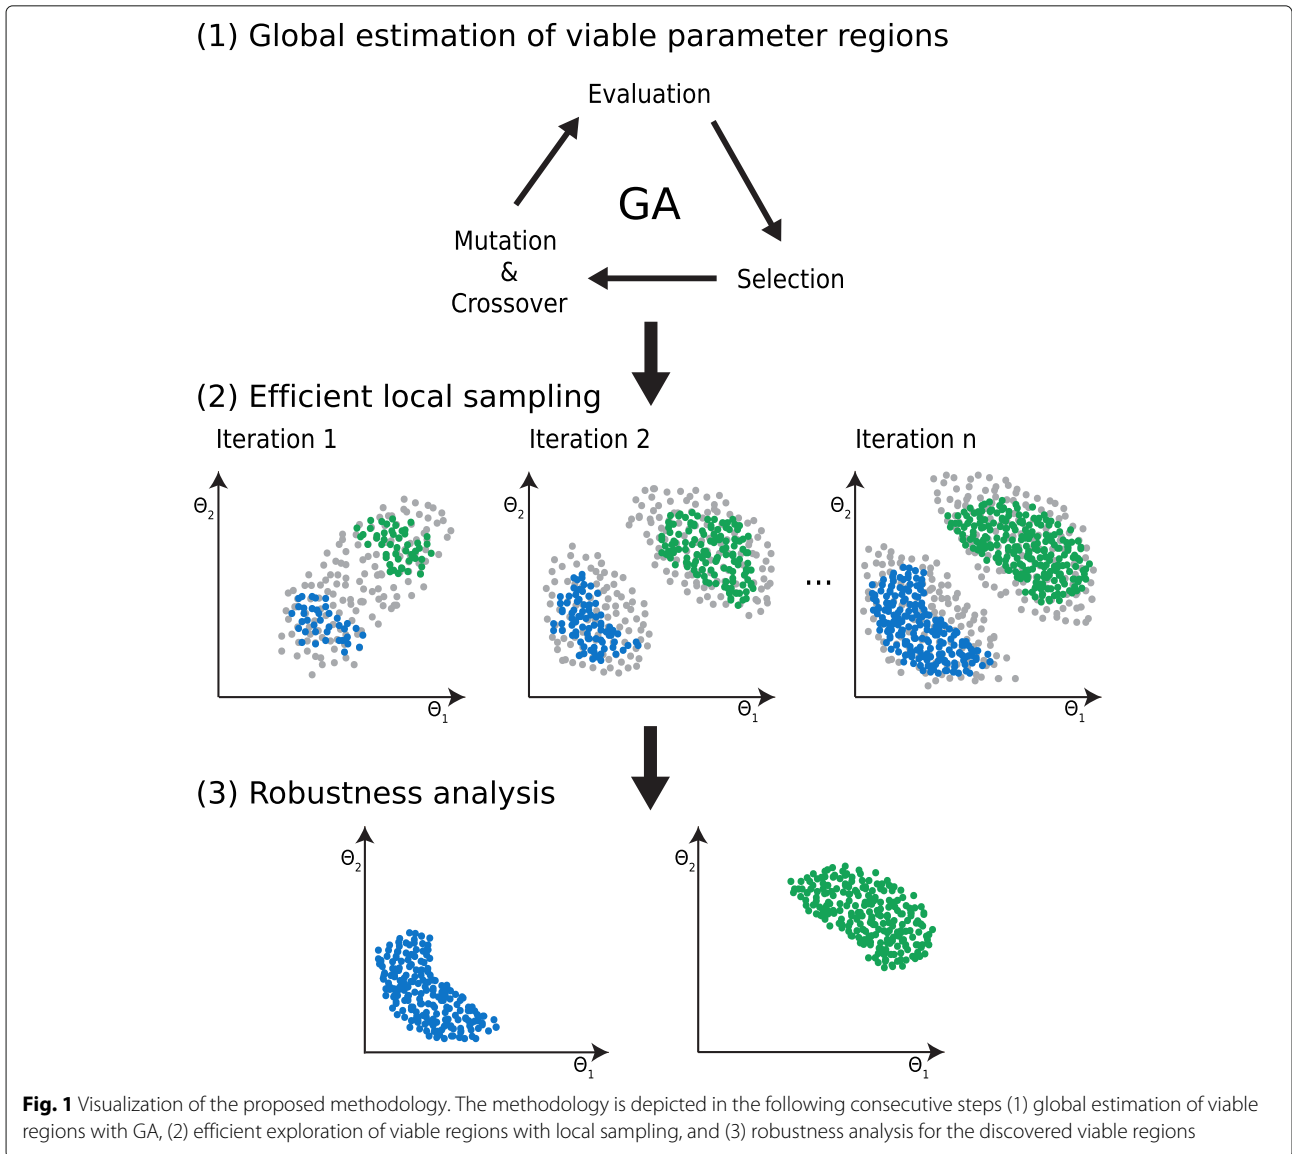 (1) Global estimation of viable parameter regions
Evaluation
GA
Mutation
&
Crossover
Selection
(2) Efficient local sampling
Iteration 1
Iteration 2
Iteration n
Θ2
Θ2
Θ2
...
Θ1
Θ1
Θ1
(3) Robustness analysis
Θ2
Θ2
Θ1
Θ1
Fig. 1 Visualization of the proposed methodology. The methodology is depicted in the following consecutive steps (1) global estimation of viable
regions with GA, (2) efficient exploration of viable regions with local sampling, and (3) robustness analysis for the discovered viable regions